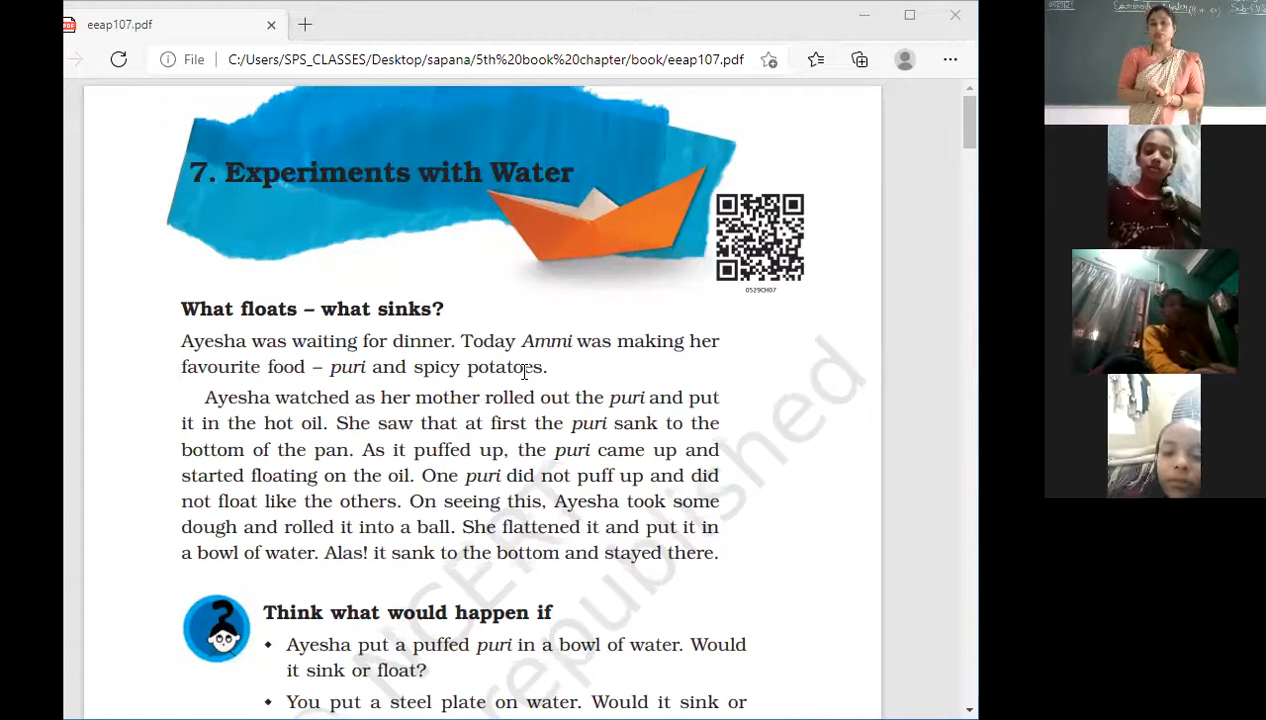 eeap107.pdf
File
C:/Users/SPS_CLASSES/Desktop/sapana/5th%20book%20chapter/book/eeap107.pdf
7. Experiments with Water
0529CH07
What floats – what sinks?
Ayesha was waiting for dinner. Today Ammi was making her
favourite food – puri and spicy potatoes.
Ayesha watched as her mother rolled out the puri and put
it in the hot oil. She saw that at first the puri sank to the
bottom of the pan. As it puffed up, the puri came up and
started floating on the oil. One puri did not puff up and did
not float like the others. On seeing this, Ayesha took some
dough and rolled it into a ball. She flattened it and put it in
a bowl of water. Alas! it sank to the bottom and stayed there.
Think what would happen if
• Ayesha put a puffed puri in a bowl of water. Would
it sink or float?
• You put a steel plate on water. Would it sink or
NCERT
republished